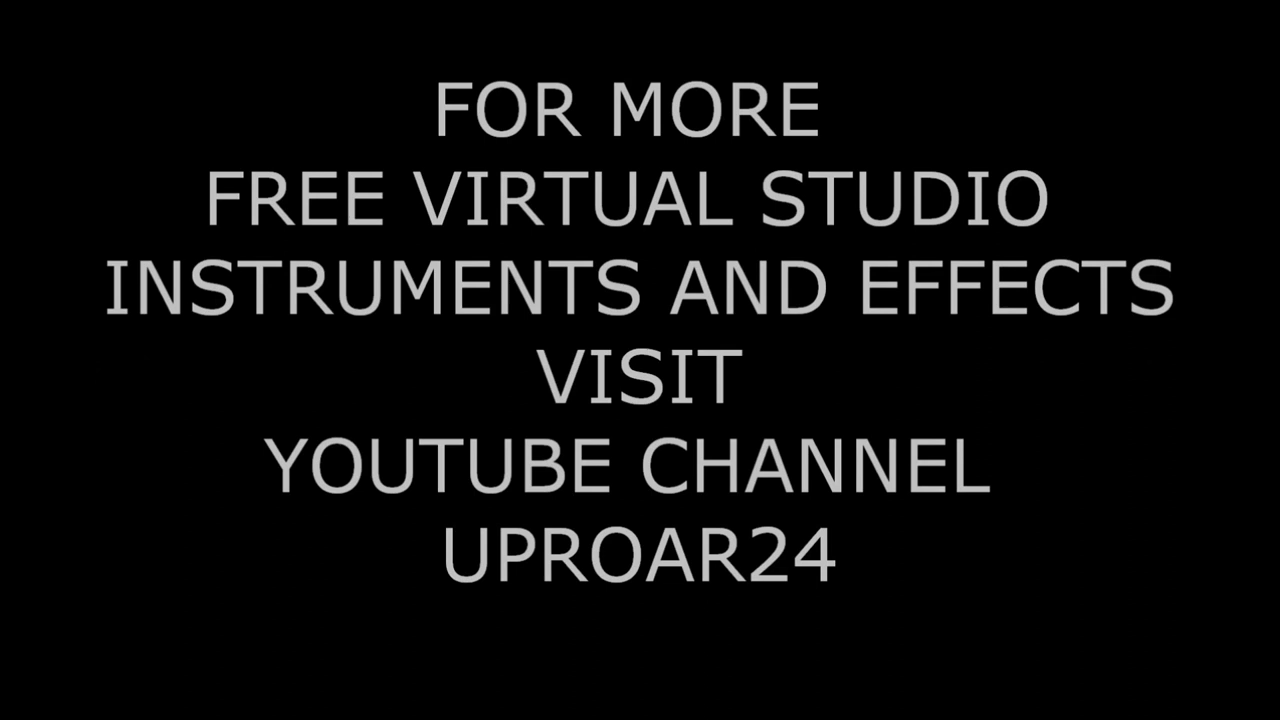 FOR MORE
FREE VIRTUAL STUDIO
INSTRUMENTS AND EFFECTS
VISIT
YOUTUBE CHANNEL
UPROAR24